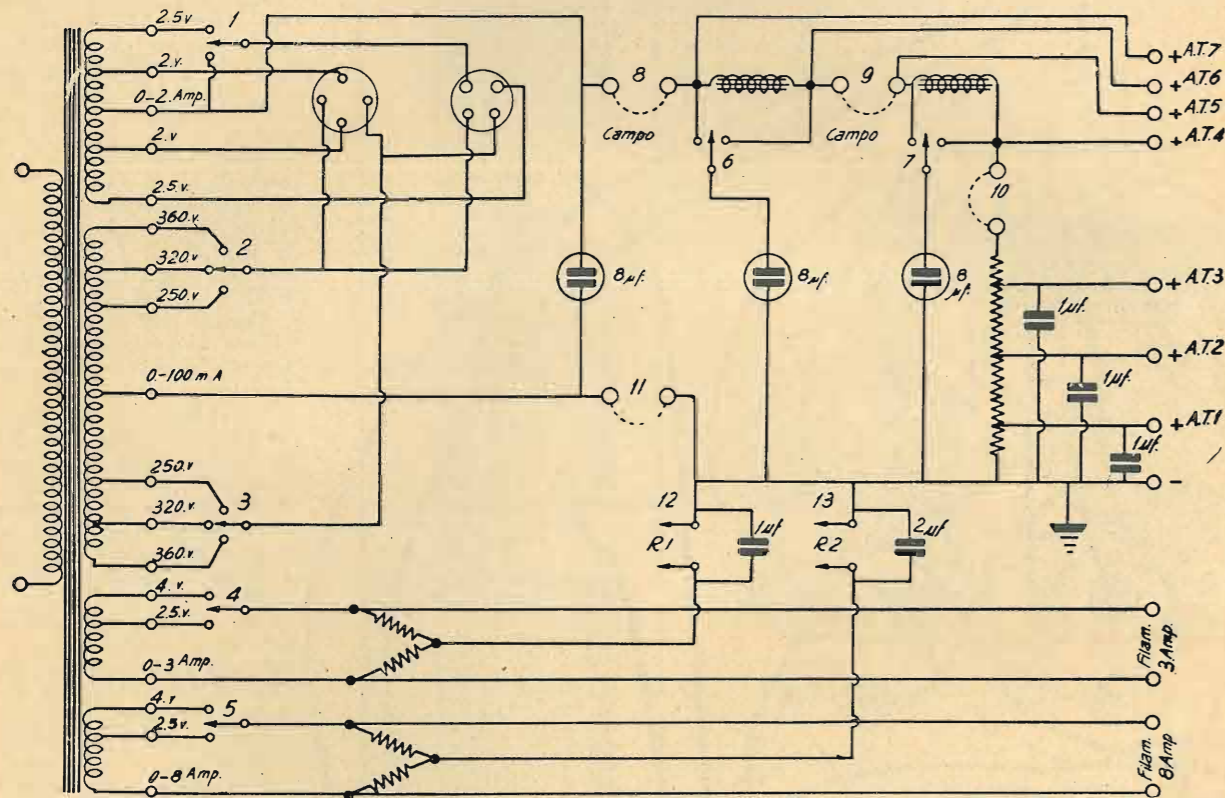 2.5 v
1
2.v.
0-2.Amp.
2.v
2.5.v.
360.v.
2
320.v
250.v
0.-100 m A
250.v
3
320.v
360.v
4.v.
4
2.5.v.
0-3 Amp.
4.v
5
2.5.v.
0-8 Amp.
8
Campo
9
Campo
6
7
10
8 µf.
8 µf.
8
µf.
11
1 µf.
1 µf.
1 µf.
12
R1
1 µf
13
R2
2 µf
+ A.T.7
+ A.T.6
+ A.T.5
+ A.T.4
+ A.T.3
+ A.T.2
+ A.T.1
-
Filam.
3 Amp.
Filam.
8 Amp